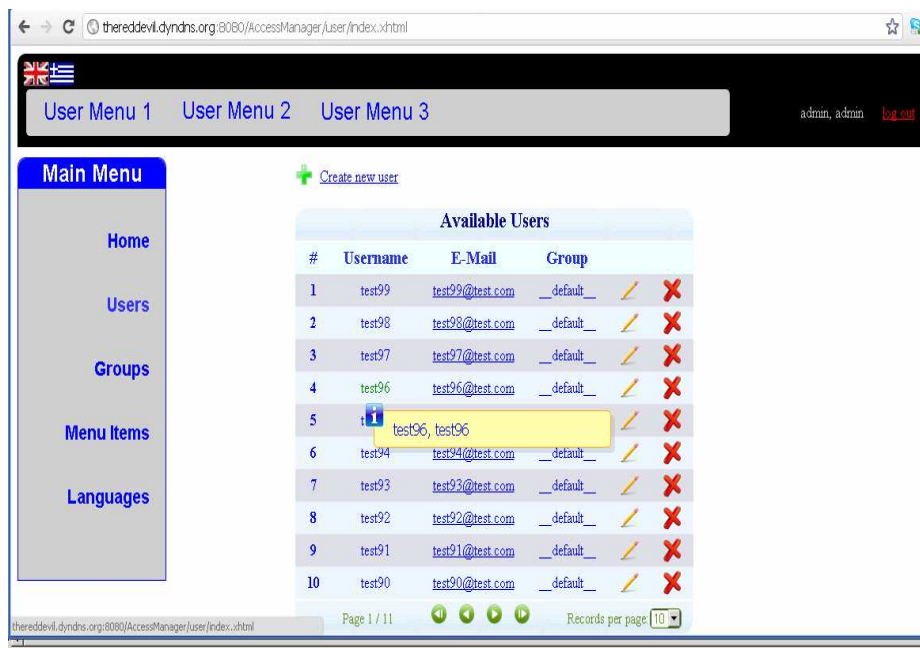 thereddevil.dyndns.org:8080/AccessManager/user/index.xhtml
User Menu 1 User Menu 2 User Menu 3
admin, admin log out
Main Menu
Home
Users
Groups
Menu Items
Languages
Create new user
Available Users
# Username E-Mail Group
1 test99 test99@test.com __default__
2 test98 test98@test.com __default__
3 test97 test97@test.com __default__
4 test96 test96@test.com __default__
5 t
test96, test96
6 test94 test94@test.com __default__
7 test93 test93@test.com __default__
8 test92 test92@test.com __default__
9 test91 test91@test.com __default__
10 test90 test90@test.com __default__
Page 1 / 11 Records per page: 10
thereddevil.dyndns.org:8080/AccessManager/user/index.xhtml